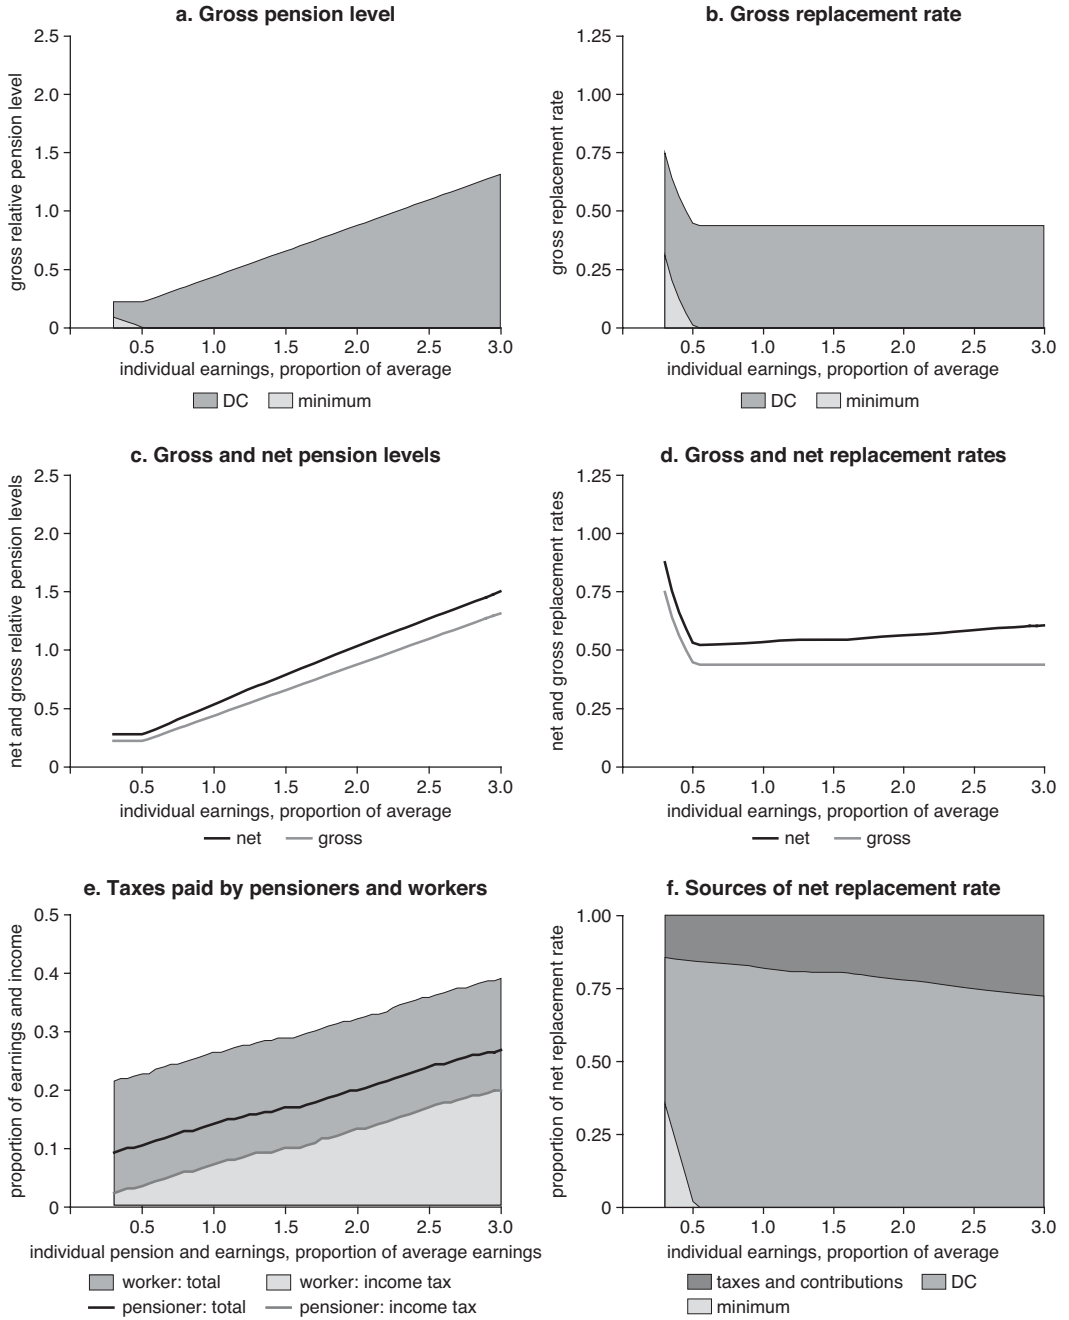 a. Gross pension level
gross relative pension level
2.5
2.0
1.5
1.0
0.5
0
0.5 1.0 1.5 2.0 2.5 3.0
individual earnings, proportion of average
DC minimum
b. Gross replacement rate
gross replacement rate
1.25
1.00
0.75
0.50
0.25
0
0.5 1.0 1.5 2.0 2.5 3.0
individual earnings, proportion of average
DC minimum
c. Gross and net pension levels
net and gross relative pension levels
2.5
2.0
1.5
1.0
0.5
0
0.5 1.0 1.5 2.0 2.5 3.0
individual earnings, proportion of average
net gross
d. Gross and net replacement rates
net and gross replacement rates
1.25
1.00
0.75
0.50
0.25
0
0.5 1.0 1.5 2.0 2.5 3.0
individual earnings, proportion of average
net gross
e. Taxes paid by pensioners and workers
proportion of earnings and income
0.5
0.4
0.3
0.2
0.1
0
0.5 1.0 1.5 2.0 2.5 3.0
individual pension and earnings, proportion of average earnings
worker: total worker: income tax
pensioner: total pensioner: income tax
f. Sources of net replacement rate
proportion of net replacement rate
1.00
0.75
0.50
0.25
0
0.5 1.0 1.5 2.0 2.5 3.0
individual earnings, proportion of average
taxes and contributions DC
minimum